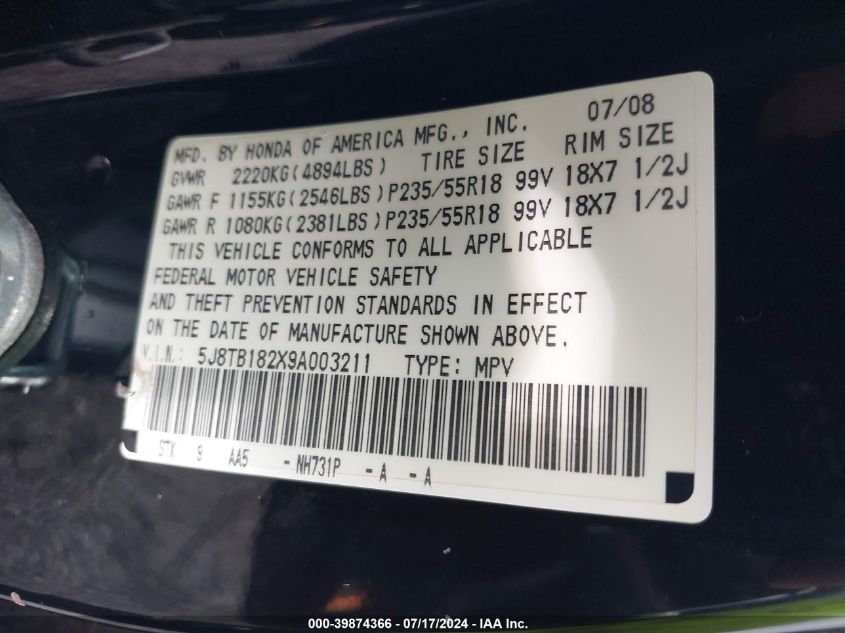 07/08
MFD. BY HONDA OF AMERICA MFG., INC.
GVWR 2220KG(4894LBS) TIRE SIZE RIM SIZE
GAWR F 1155KG(2546LBS)P235/55R18 99V 18X7 1/2J
GAWR R 1080KG(2381LBS)P235/55R18 99V 18X7 1/2J
THIS VEHICLE CONFORMS TO ALL APPLICABLE
FEDERAL MOTOR VEHICLE SAFETY
AND THEFT PREVENTION STANDARDS IN EFFECT
ON THE DATE OF MANUFACTURE SHOWN ABOVE.
V.I.N.: 5J8TB182X9A003211 TYPE: MPV
STK 9 AA5 -NH731P -A -A
000-39874366 - 07/17/2024 - IAA Inc.